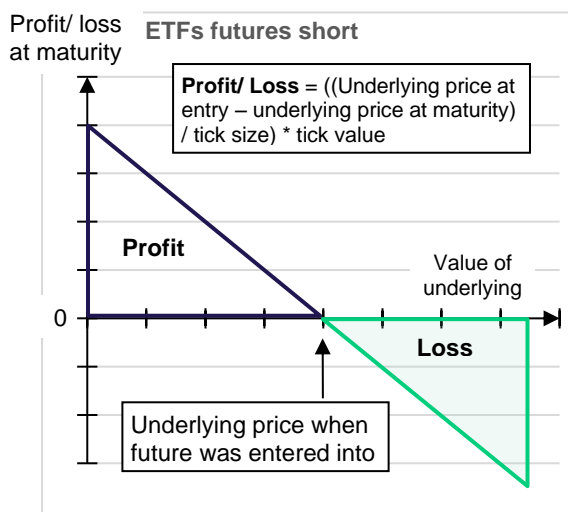 Profit/ loss
at maturity
ETFs futures short
Profit/ Loss = ((Underlying price at
entry – underlying price at maturity)
/ tick size) * tick value
Profit
Value of
underlying
0
Loss
Underlying price when
future was entered into